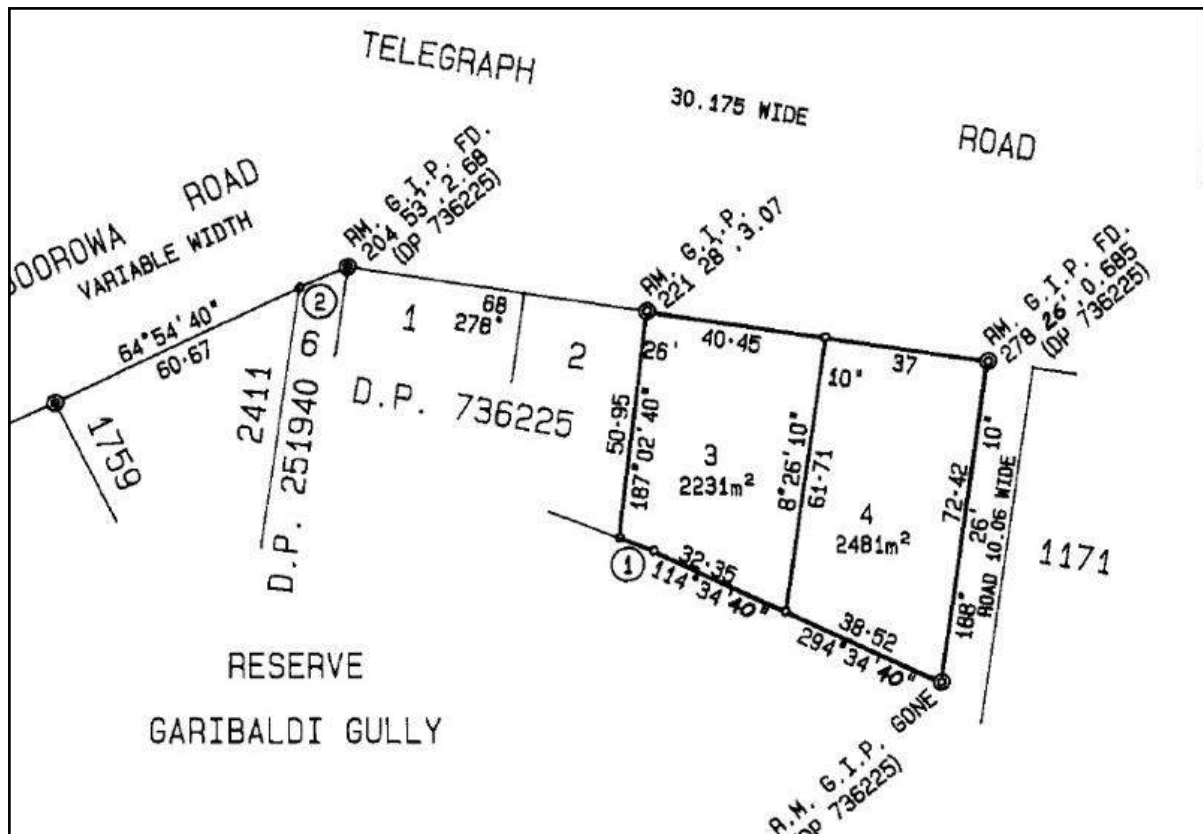 TELEGRAPH
30.175 WIDE
ROAD
BOOROWA ROAD
VARIABLE WIDTH
RM. G.I.P. FD.
204 53', 2.68
(DP 736225)
RM. G.I.P.
221 28', 3.07
RM. G.I.P. FD.
278 26' 0.685
(DP 736225)
64°54'40"
60·67
2
1
68
278°
2
26'
40·45
10"
37
1759
2411
D.P. 251940
6
D.P. 736225
50·95
187°02'40"
3
2231m²
8°26'10"
61·71
4
2481m²
10"
72·42
26'
188°
ROAD 10.06 WIDE
1171
1
32·35
114°34'40"
38·52
294°34'40"
RESERVE
GARIBALDI GULLY
R.M. G.I.P. GONE
(DP 736225)